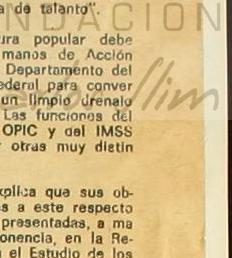 a de talento".
FUNDACIÓN
ura popular debe
manos de Acción
Departamento del
ederal para conver
un limpio drenaje
Las funciones del
OPIC y del IMSS
otras muy distin
Slim
xplica que sus ob-
s a este respecto
presentadas, a ma
onencia, en la Re-
el Estudio de los